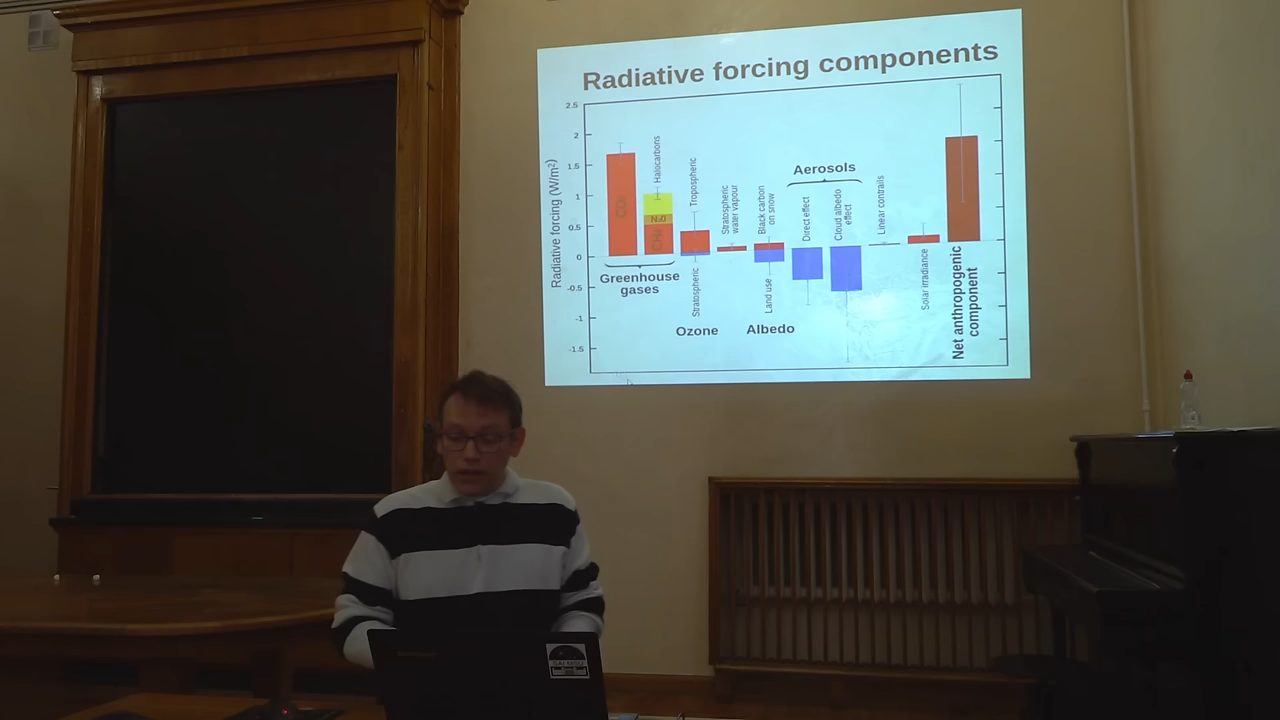 Radiative forcing components
Radiative forcing (W/m²)
2.5
2
1.5
1
0.5
0
-0.5
-1
-1.5
CO₂
Halocarbons
N₂O
CH₄
Greenhouse
gases
Tropospheric
Stratospheric
Ozone
Stratospheric
water vapour
Black carbon
on snow
Land use
Albedo
Aerosols
Direct effect
Cloud albedo
effect
Linear contrails
Solar irradiance
Net anthropogenic
component